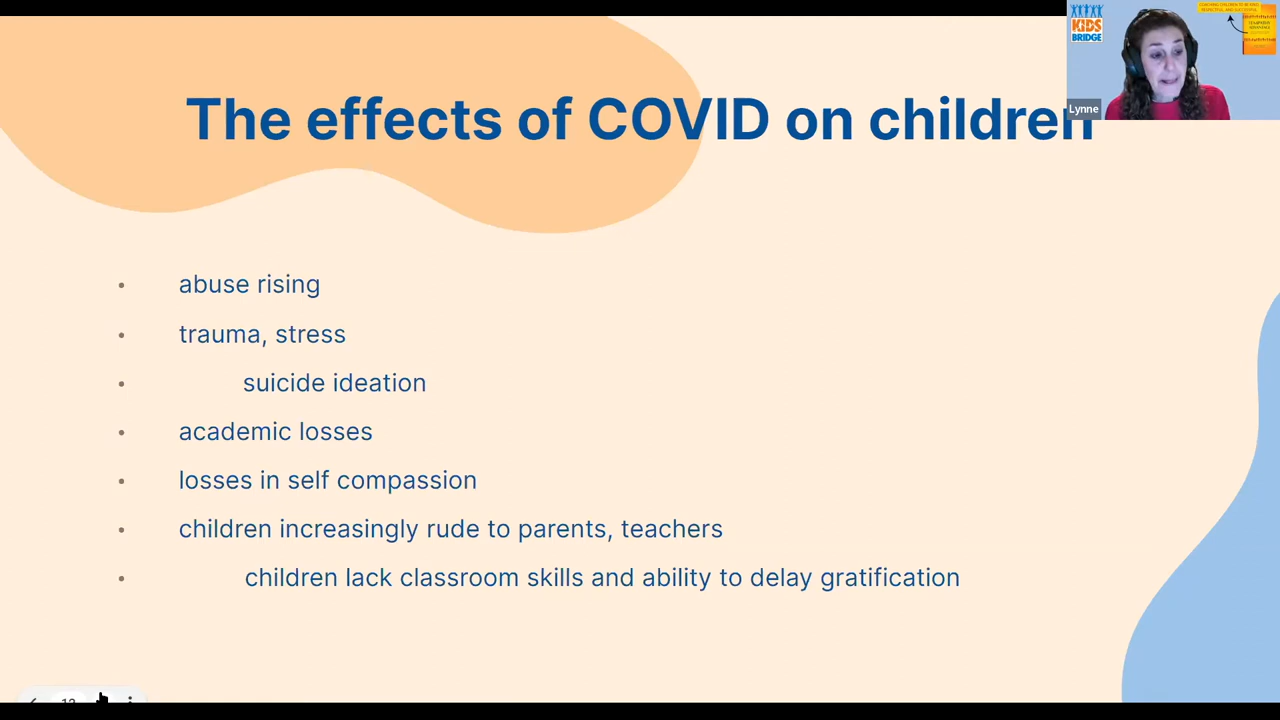 The effects of COVID on children
KIDS
BRIDGE
Lynne
• abuse rising
• trauma, stress
• suicide ideation
• academic losses
• losses in self compassion
• children increasingly rude to parents, teachers
• children lack classroom skills and ability to delay gratification